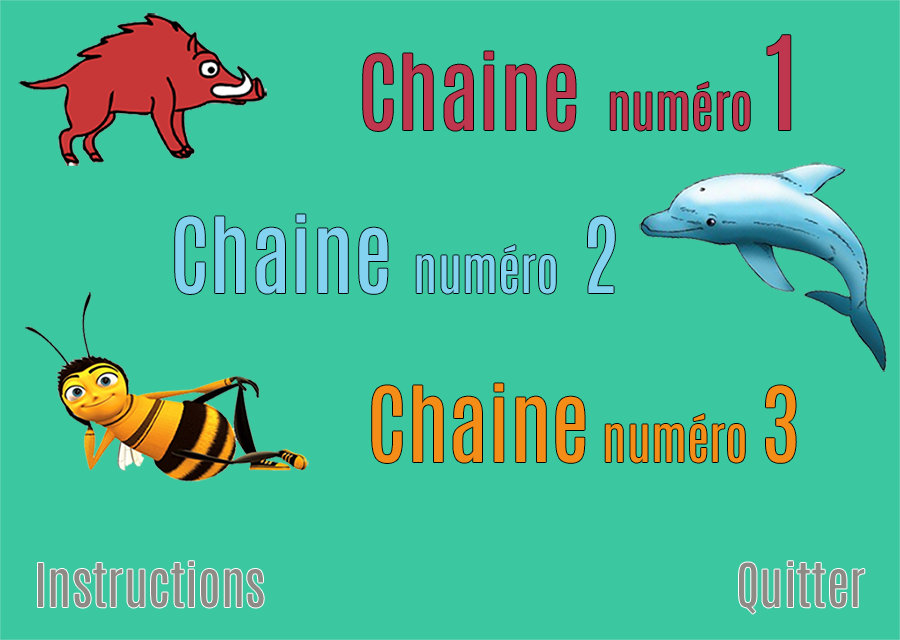 Chaine numéro 1
Chaine numéro 2
Chaine numéro 3
Instructions
Quitter